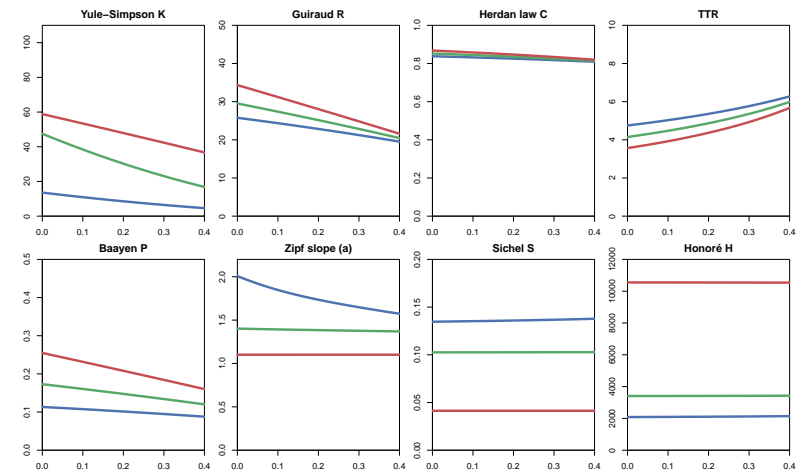 Yule−Simpson K
Guiraud R
Herdan law C
TTR
0 20 40 60 80 100
0 10 20 30 40 50
0.0 0.2 0.4 0.6 0.8 1.0
0 2 4 6 8 10
0.0 0.1 0.2 0.3 0.4
0.0 0.1 0.2 0.3 0.4
0.0 0.1 0.2 0.3 0.4
0.0 0.1 0.2 0.3 0.4
Baayen P
Zipf slope (a)
Sichel S
Honoré H
0.0 0.1 0.2 0.3 0.4 0.5
0.0 0.5 1.0 1.5 2.0
0.00 0.05 0.10 0.15 0.20
0 2000 4000 6000 8000 10000 12000
0.0 0.1 0.2 0.3 0.4
0.0 0.1 0.2 0.3 0.4
0.0 0.1 0.2 0.3 0.4
0.0 0.1 0.2 0.3 0.4